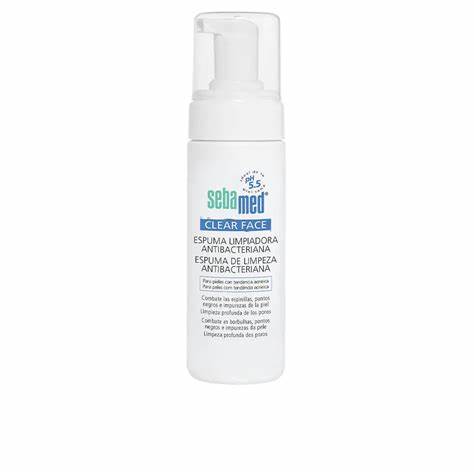 pH
5.5
sebamed®
CLEAR FACE
ESPUMA LIMPIADORA
ANTIBACTERIANA
ESPUMA DE LIMPEZA
ANTIBACTERIANA
Para pieles con tendencia acneica
Para peles com tendência acneica
Combate las espinillas, puntos
negros e impurezas de la piel
Limpieza profunda de los poros
Combate as borbulhas, pontos
negros e impurezas da pele
Limpeza profunda dos poros